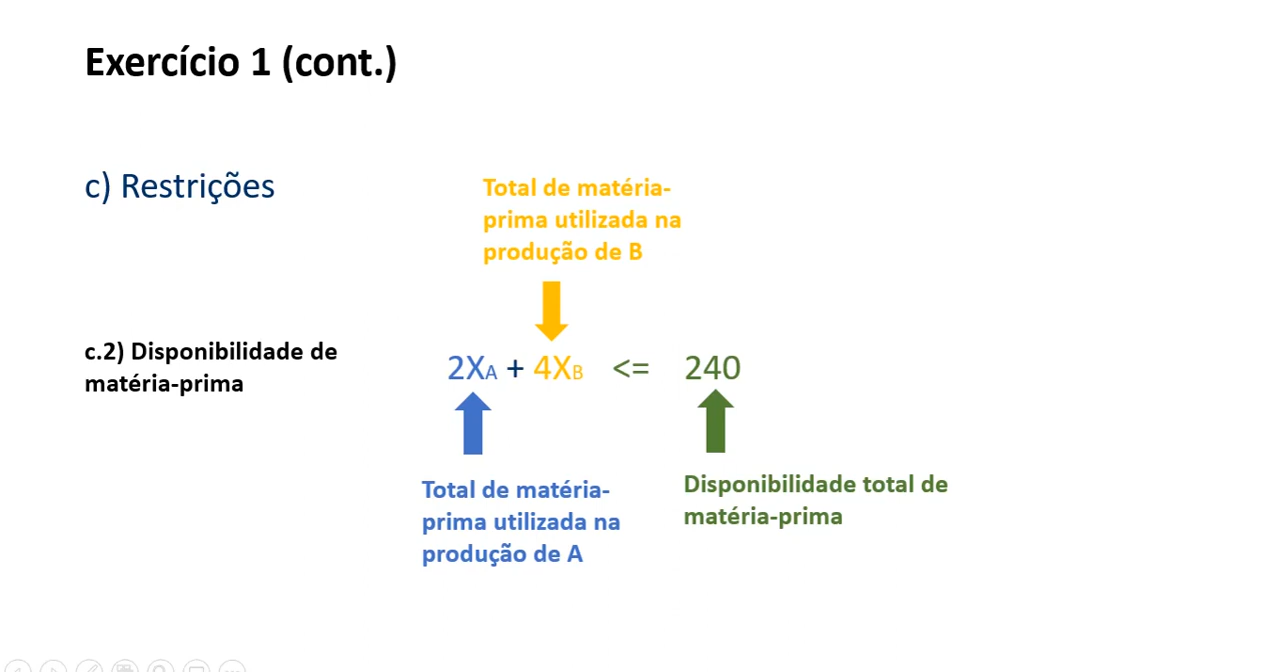 Exercício 1 (cont.)
c) Restrições
Total de matéria-
prima utilizada na
produção de B
c.2) Disponibilidade de
matéria-prima
2XA + 4XB <= 240
Total de matéria-
prima utilizada na
produção de A
Disponibilidade total de
matéria-prima